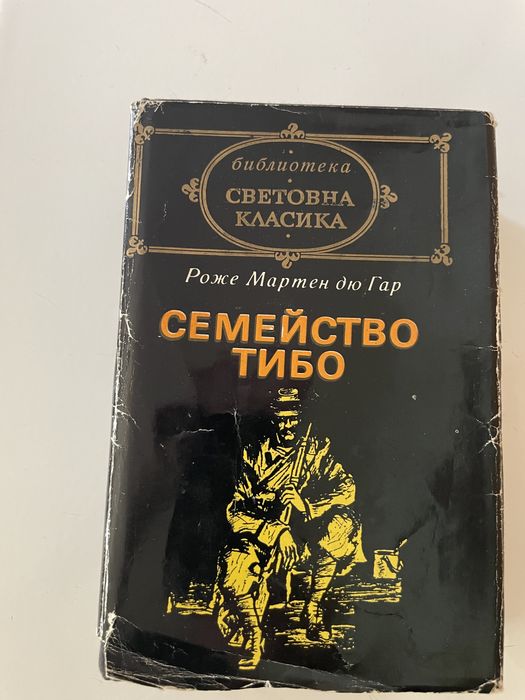 библиотека
СВЕТОВНА
КЛАСИКА
Роже Мартен дю Гар
СЕМЕЙСТВО
ТИБО